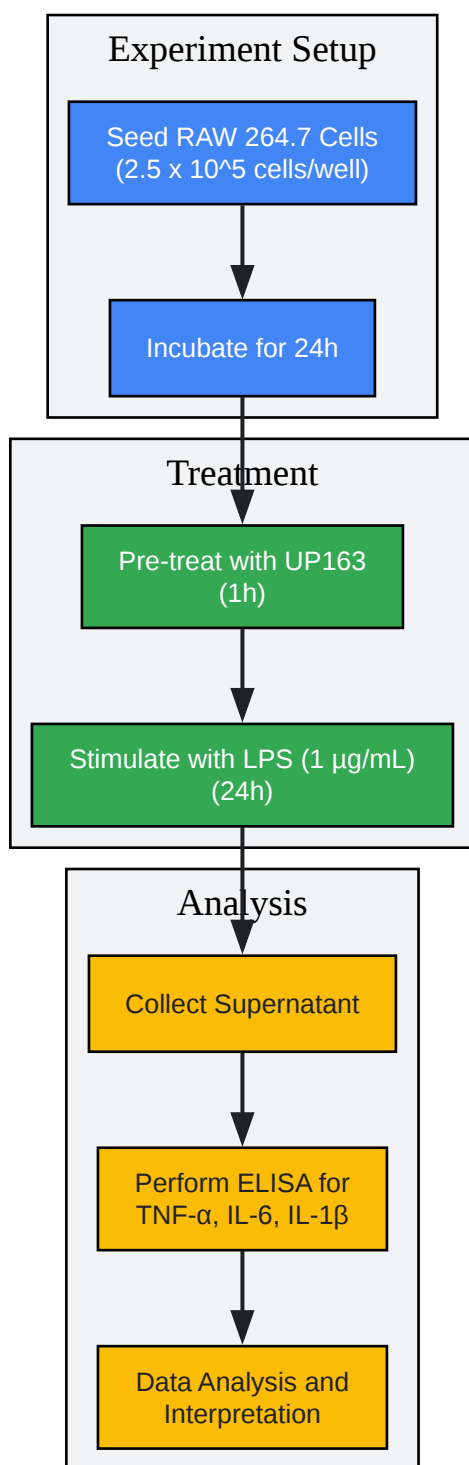 Experiment Setup
Seed RAW 264.7 Cells
(2.5 x 10^5 cells/well)
Incubate for 24h
Treatment
Pre-treat with UP163
(1h)
Stimulate with LPS (1 µg/mL)
(24h)
Analysis
Collect Supernatant
Perform ELISA for
TNF-α, IL-6, IL-1β
Data Analysis and
Interpretation